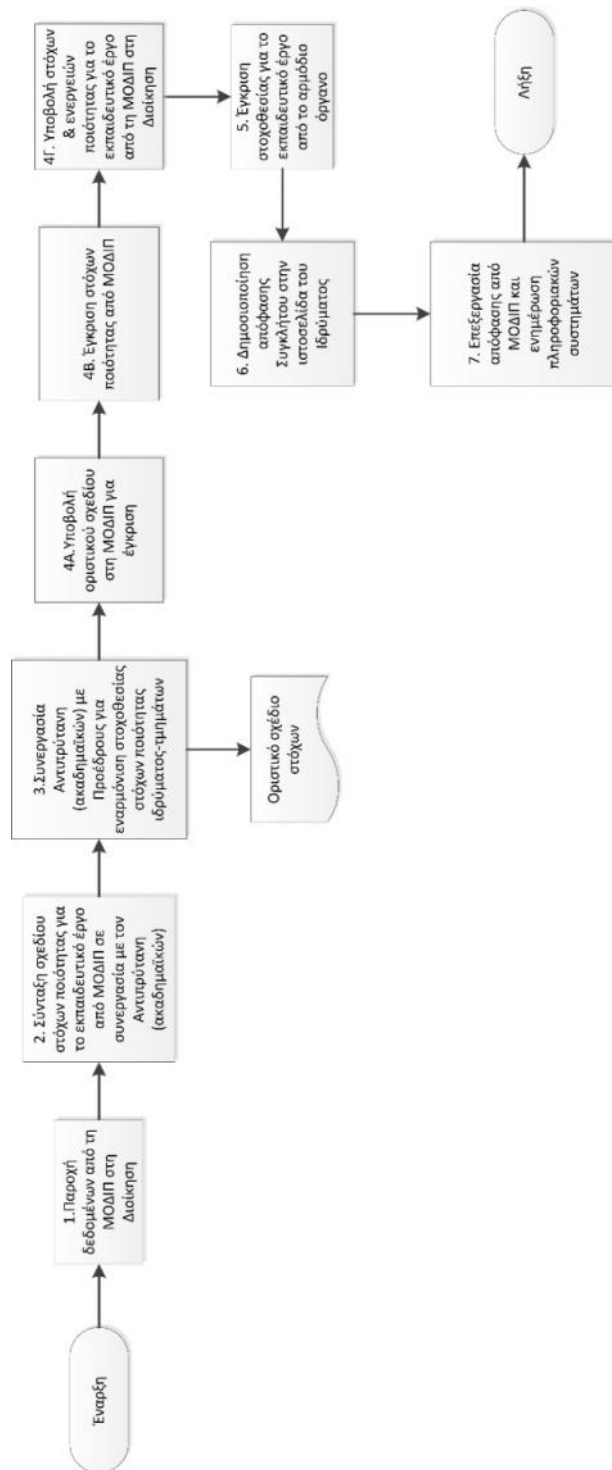 Έναρξη
1.Παροχή
δεδομένων από τη
ΜΟΔΙΠ στη
Διοίκηση
2. Σύνταξη σχεδίου
στόχων ποιότητας για
το εκπαιδευτικό έργο
από ΜΟΔΙΠ σε
συνεργασία με τον
Αντιπρύτανη
(ακαδημαϊκών)
3.Συνεργασία
Αντιπρύτανη
(ακαδημαϊκών) με
Προέδρους για
εναρμόνιση στοχοθεσίας
στόχων ποιότητας
ιδρύματος-τμημάτων
Οριστικό σχέδιο
στόχων
4Α.Υποβολή
οριστικού σχεδίου
στη ΜΟΔΙΠ για
έγκριση
4Β. Έγκριση στόχων
ποιότητας από ΜΟΔΙΠ
4Γ. Υποβολή στόχων
& ενεργειών
ποιότητας για το
εκπαιδευτικό έργο
από τη ΜΟΔΙΠ στη
Διοίκηση
5. Έγκριση
στοχοθεσίας για το
εκπαιδευτικό έργο
από το αρμόδιο
όργανο
6. Δημοσιοποίηση
απόφασης
Συγκλήτου στην
ιστοσελίδα του
Ιδρύματος
7. Επεξεργασία
απόφασης από
ΜΟΔΙΠ και
ενημέρωση
πληροφοριακών
συστημάτων
Λήξη